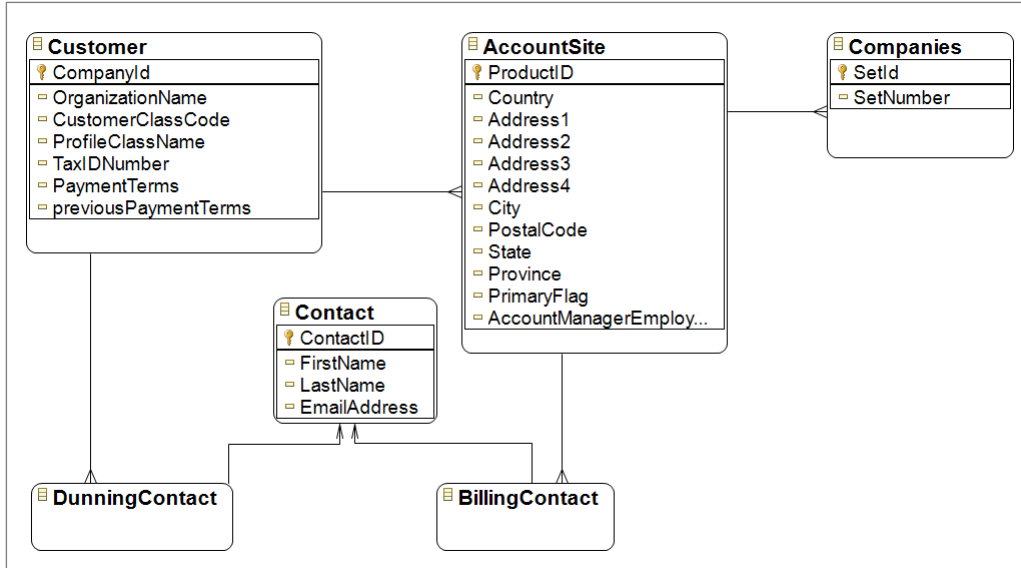 Customer
CompanyId
OrganizationName
CustomerClassCode
ProfileClassName
TaxIDNumber
PaymentTerms
previousPaymentTerms
AccountSite
ProductID
Country
Address1
Address2
Address3
Address4
City
PostalCode
State
Province
PrimaryFlag
AccountManagerEmploy...
Companies
SetId
SetNumber
Contact
ContactID
FirstName
LastName
EmailAddress
DunningContact
BillingContact